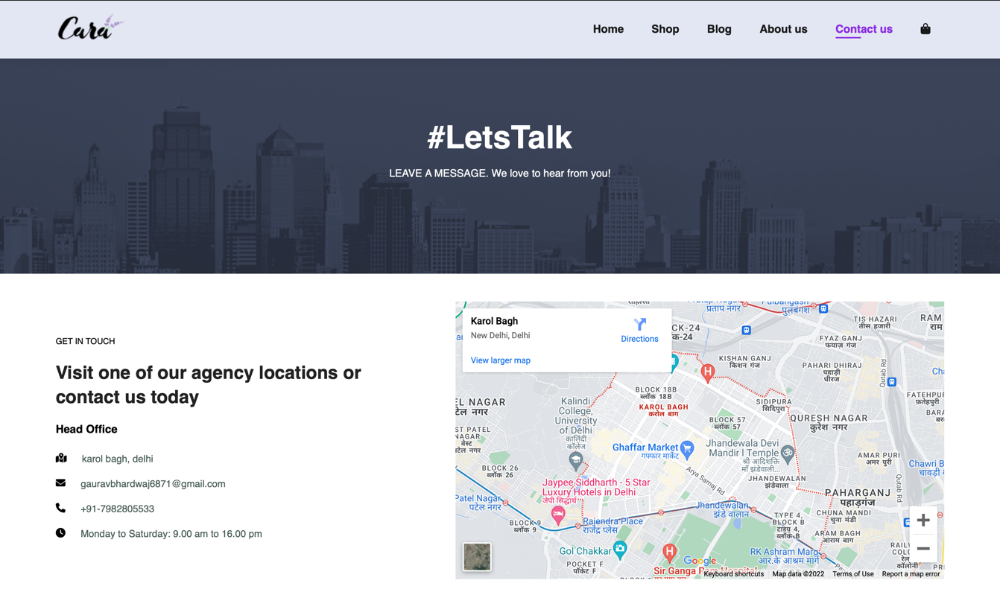 Cara
Home
Shop
Blog
About us
Contact us
#LetsTalk
LEAVE A MESSAGE. We love to hear from you!
GET IN TOUCH
Visit one of our agency locations or
contact us today
Head Office
karol bagh, delhi
gauravbhardwaj6871@gmail.com
+91-7982805533
Monday to Saturday: 9.00 am to 16.00 pm
Karol Bagh
New Delhi, Delhi
Directions
View larger map
प्रताप नगर
पुलबंगश
TIS HAZARI
तीस हजारी
RAM
राम
CK-24
क-24
FYAZ GANJ
फयाज़ गंज
KISHAN GANJ
किशन गंज
PAHARI DHIRAJ
पहाड़ी
धीरज
Qutab Rd
BLOCK 18B
ब्लॉक 18B
KAROL BAGH
करोल बाग
EL NAGAR
टेल नगर
Kalindi
College,
University
of Delhi
कालिंदी
कॉलेज
SIDIPURA
सिदिपुरा
FATEHPUR
फ़तेहपुरी
BLOCK 57
ब्लॉक 57
QURESH NAGAR
कुरेश नगर
ST PATEL
NAGAR
वेस्ट
टेल नगर
Ghaffar Market
गफ्फार मार्केट
Jhandewala Devi
Mandir l Temple
श्री आदिशक्ति
माँ झंडेवाली...
AMAR PURI
अमर पुरी
Chawri B
चावड़ी
Qutab Rd
BLOCK 26
ब्लॉक 26
Arya Samaj Rd
JHANDEWALAN
झंडेवाला
Jaypee Siddharth - 5 Star
Luxury Hotels in Delhi
जेपी सिद्धार्थ
PAHARGANJ
पहाड़गंज
Patel Nagar
पटेल नगर
Jhandewalan
झंडे वालान
CHUNA MANDI
चुना मंडी
BLOCK 9
ब्लॉक 9
Rajendra Place
राजेंद्र प्लेस
TYPE 4,
BLOCK B
टाइप 4,
ब्लॉक-B
ARAM BAGH
आराम बाग
Gol Chakkar
RK Ashram Marg
आर.के आश्रम मार्ग
POCKET F
पॉकेट F
Google
Sir Ganga Ram Hospital
कॉलोनी
Keyboard shortcuts
Map data ©2022
Terms of Use
Report a map error